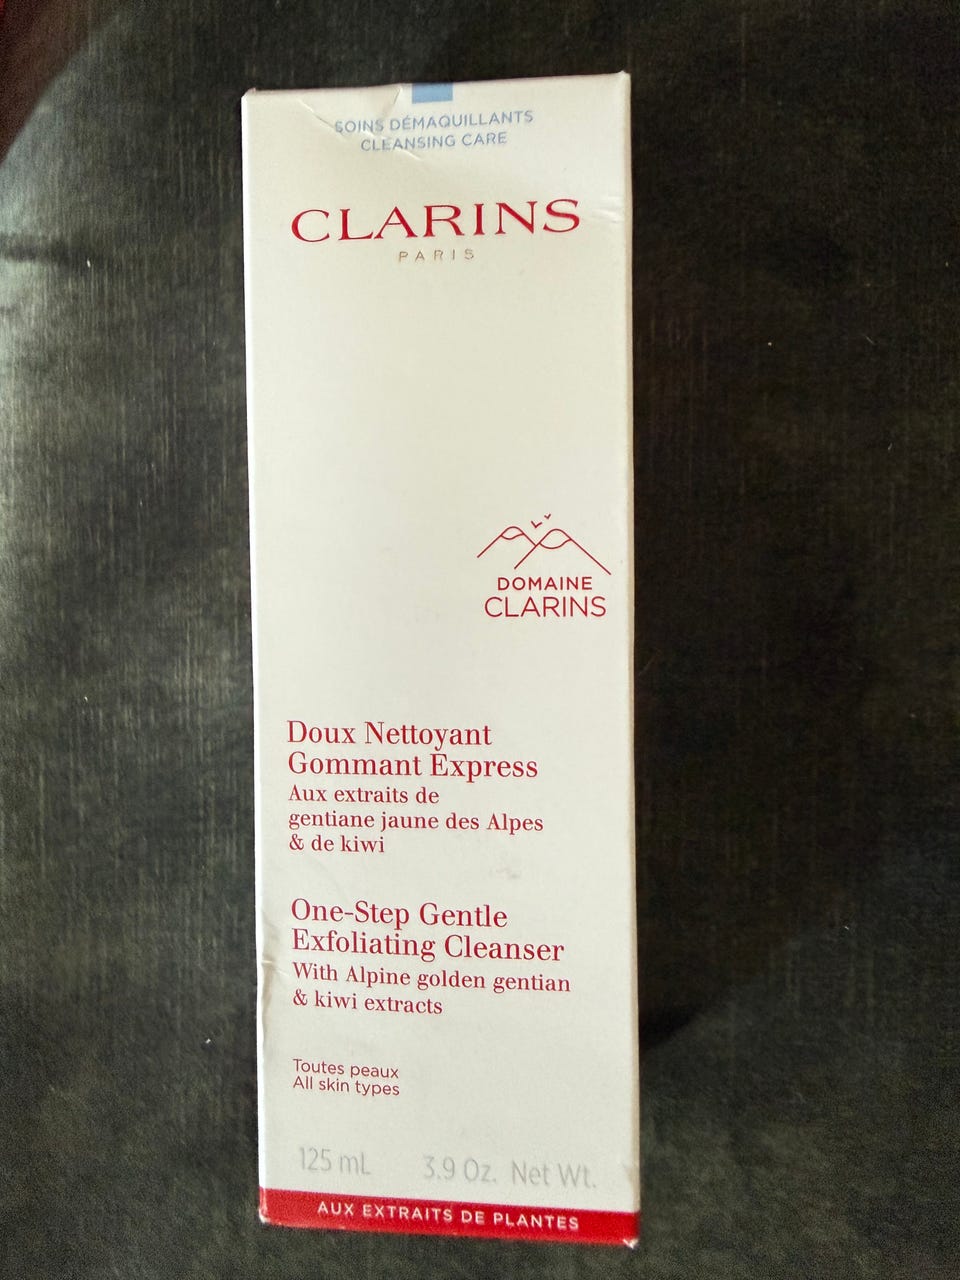 SOINS DÉMAQUILLANTS
CLEANSING CARE
CLARINS
PARIS
DOMAINE
CLARINS
Doux Nettoyant
Gommant Express
Aux extraits de
gentiane jaune des Alpes
& de kiwi
One-Step Gentle
Exfoliating Cleanser
With Alpine golden gentian
& kiwi extracts
Toutes peaux
All skin types
125 mL 3.9 Oz. Net Wt.
AUX EXTRAITS DE PLANTES